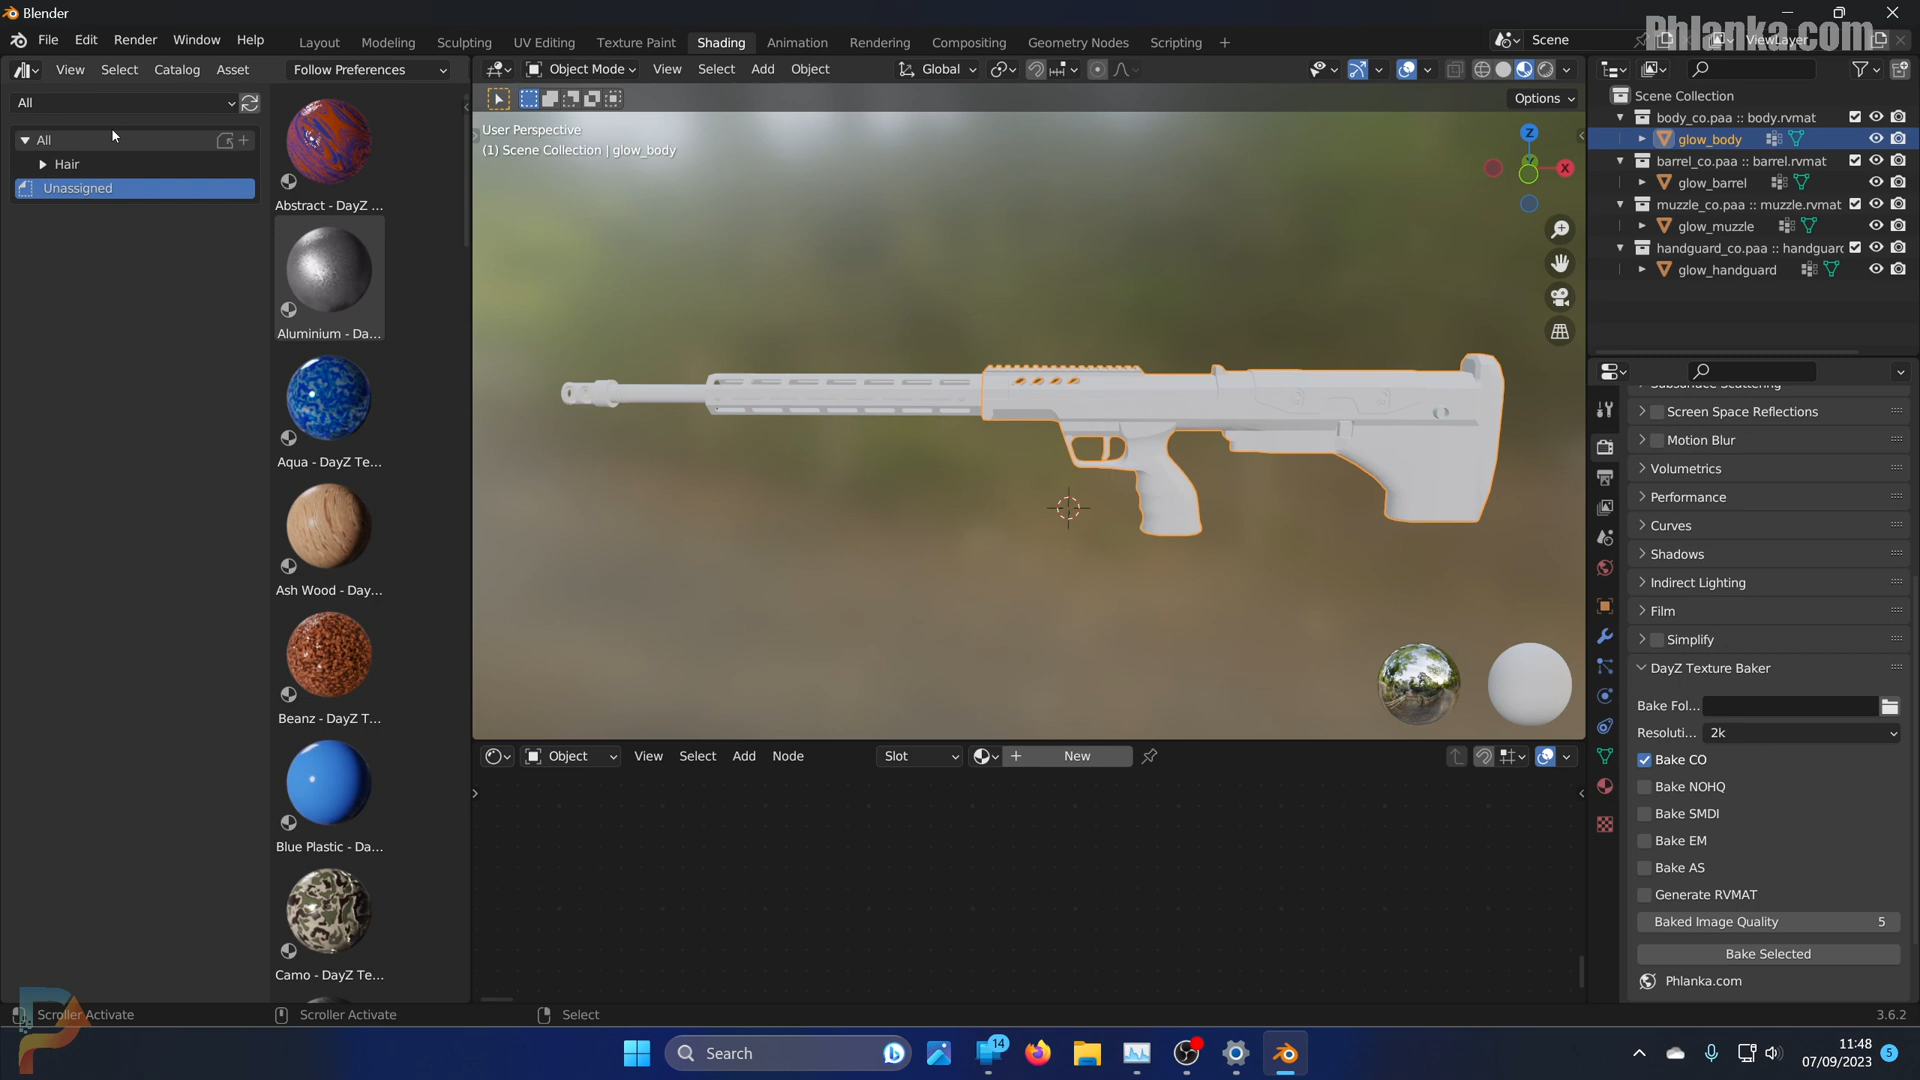 Blender
Phlanka.com
File Edit Render Window Help
Layout Modeling Sculpting UV Editing Texture Paint Shading Animation Rendering Compositing Geometry Nodes Scripting +
Scene
ViewLayer
View Select Catalog Asset Follow Preferences
Object Mode View Select Add Object Global
All
All
Hair
Unassigned
Abstract - DayZ ...
Aluminium - Da...
Aqua - DayZ Te...
Ash Wood - Day...
Beanz - DayZ T...
Blue Plastic - Da...
Camo - DayZ Te...
Options
User Perspective
(1) Scene Collection | glow_body
Z
Y
X
Scene Collection
body_co.paa :: body.rvmat
glow_body
barrel_co.paa :: barrel.rvmat
glow_barrel
muzzle_co.paa :: muzzle.rvmat
glow_muzzle
handguard_co.paa :: handguar
glow_handguard
Subsurface Scattering
Screen Space Reflections
Motion Blur
Volumetrics
Performance
Curves
Shadows
Indirect Lighting
Film
Simplify
DayZ Texture Baker
Bake Fol...
Resoluti... 2k
Bake CO
Bake NOHQ
Bake SMDI
Bake EM
Bake AS
Generate RVMAT
Baked Image Quality 5
Bake Selected
Phlanka.com
Object View Select Add Node Slot New
Scroller Activate
Scroller Activate
Select
3.6.2
Search
14
11:48
07/09/2023
5